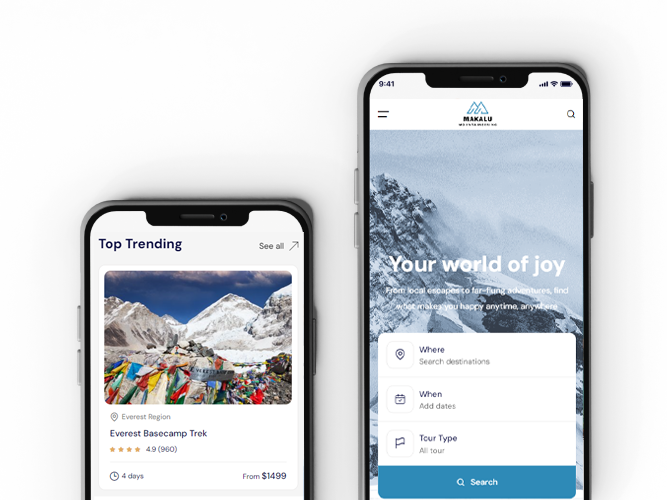 Top Trending
See all
Everest Region
Everest Basecamp Trek
4.9 (960)
4 days
From $1499
9:41
MAKALU
Your world of joy
From local escapes to far-flung adventures, find
what makes you happy anytime, anywhere
Where
Search destinations
When
Add dates
Tour Type
All tour
Search